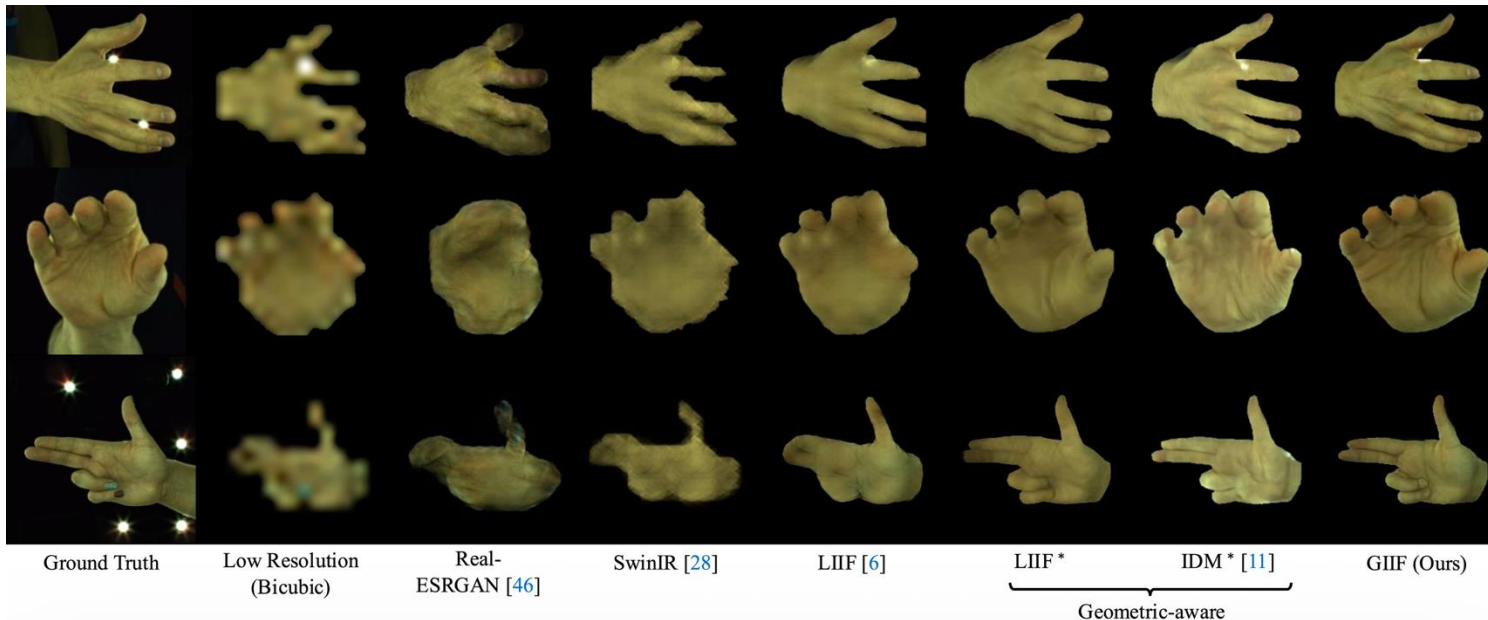 Ground Truth
Low Resolution
(Bicubic)
Real-
ESRGAN [46]
SwinIR [28]
LIIF [6]
LIIF *
IDM * [11]
GIIF (Ours)
Geometric-aware